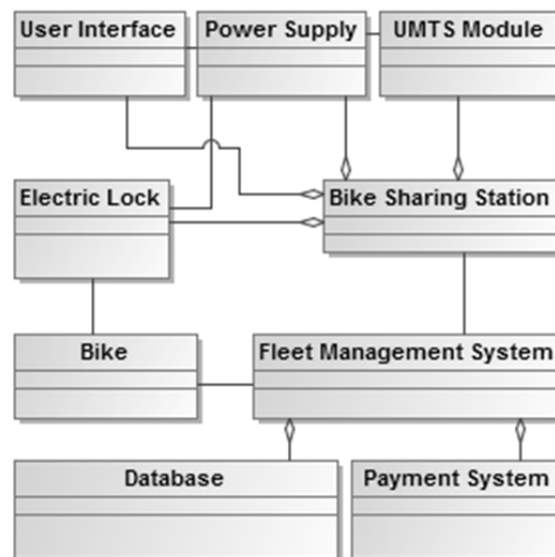 User Interface
Power Supply
UMTS Module
Electric Lock
Bike Sharing Station
Bike
Fleet Management System
Database
Payment System